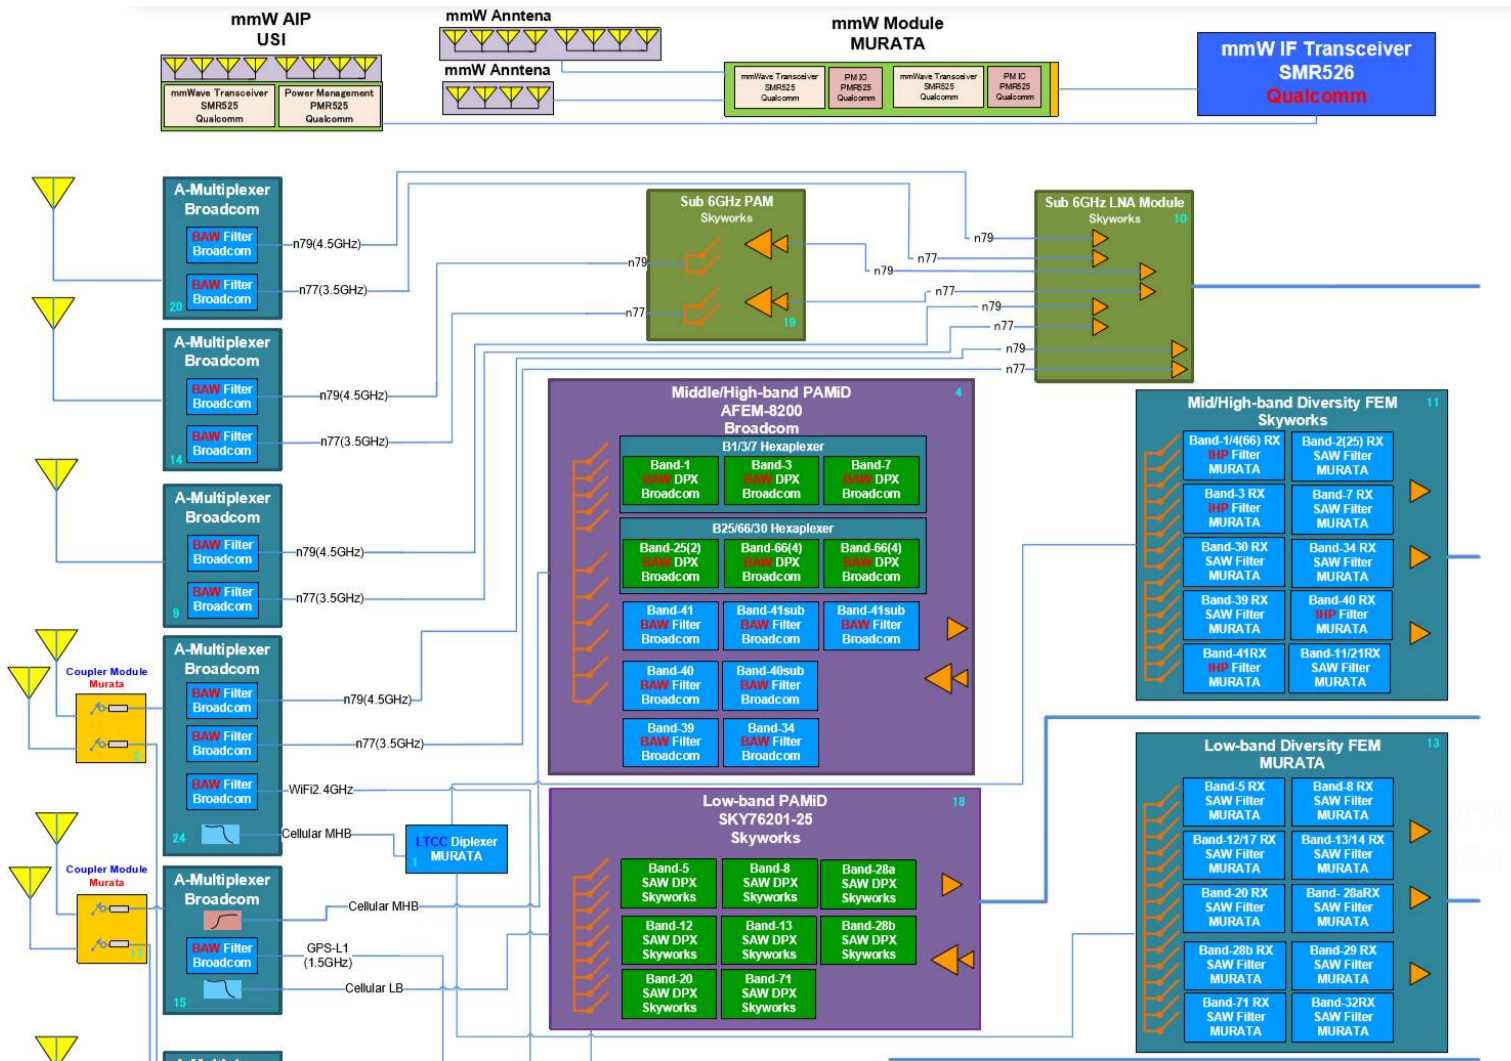 mmW AIP
USI
mmWave Transceiver
SMR525
Qualcomm
Power Management
PMR525
Qualcomm
mmW Anntena
mmW Anntena
mmW Module
MURATA
mmWave Transceiver
SMR525
Qualcomm
PM IC
PMR525
Qualcomm
mmWave Transceiver
SMR525
Qualcomm
PM IC
PMR525
Qualcomm
mmW IF Transceiver
SMR526
Qualcomm
A-Multiplexer
Broadcom
BAW Filter
Broadcom
BAW Filter
Broadcom
20
n79(4.5GHz)
n77(3.5GHz)
A-Multiplexer
Broadcom
BAW Filter
Broadcom
BAW Filter
Broadcom
14
n79(4.5GHz)
n77(3.5GHz)
A-Multiplexer
Broadcom
BAW Filter
Broadcom
BAW Filter
Broadcom
9
n79(4.5GHz)
n77(3.5GHz)
Coupler Module
Murata
A-Multiplexer
Broadcom
BAW Filter
Broadcom
BAW Filter
Broadcom
BAW Filter
Broadcom
24
n79(4.5GHz)
n77(3.5GHz)
WiFi2.4GHz
Cellular MHB
LTCC Diplexer
MURATA
1
Coupler Module
Murata
17
A-Multiplexer
Broadcom
BAW Filter
Broadcom
15
Cellular MHB
GPS-L1
(1.5GHz)
Cellular LB
Sub 6GHz PAM
Skyworks
n79
n77
19
n79
n77
Sub 6GHz LNA Module
Skyworks
10
n79
n77
n79
n77
n79
n77
Middle/High-band PAMiD
AFEM-8200
Broadcom
4
B1/3/7 Hexaplexer
Band-1
BAW DPX
Broadcom
Band-3
BAW DPX
Broadcom
Band-7
BAW DPX
Broadcom
B25/66/30 Hexaplexer
Band-25(2)
BAW DPX
Broadcom
Band-66(4)
BAW DPX
Broadcom
Band-66(4)
BAW DPX
Broadcom
Band-41
BAW Filter
Broadcom
Band-41sub
BAW Filter
Broadcom
Band-41sub
BAW Filter
Broadcom
Band-40
BAW Filter
Broadcom
Band-40sub
BAW Filter
Broadcom
Band-39
BAW Filter
Broadcom
Band-34
BAW Filter
Broadcom
Low-band PAMiD
SKY76201-25
Skyworks
18
Band-5
SAW DPX
Skyworks
Band-8
SAW DPX
Skyworks
Band-28a
SAW DPX
Skyworks
Band-12
SAW DPX
Skyworks
Band-13
SAW DPX
Skyworks
Band-28b
SAW DPX
Skyworks
Band-20
SAW DPX
Skyworks
Band-71
SAW DPX
Skyworks
Mid/High-band Diversity FEM
Skyworks
11
Band-1/4(66) RX
IHP Filter
MURATA
Band-2(25) RX
SAW Filter
MURATA
Band-3 RX
IHP Filter
MURATA
Band-7 RX
SAW Filter
MURATA
Band-30 RX
SAW Filter
MURATA
Band-34 RX
SAW Filter
MURATA
Band-39 RX
SAW Filter
MURATA
Band-40 RX
IHP Filter
MURATA
Band-41RX
IHP Filter
MURATA
Band-11/21RX
SAW Filter
MURATA
Low-band Diversity FEM
MURATA
13
Band-5 RX
SAW Filter
MURATA
Band-8 RX
SAW Filter
MURATA
Band-12/17 RX
SAW Filter
MURATA
Band-13/14 RX
SAW Filter
MURATA
Band-20 RX
SAW Filter
MURATA
Band- 28aRX
SAW Filter
MURATA
Band-28b RX
SAW Filter
MURATA
Band-29 RX
SAW Filter
MURATA
Band-71 RX
SAW Filter
MURATA
Band-32RX
SAW Filter
MURATA